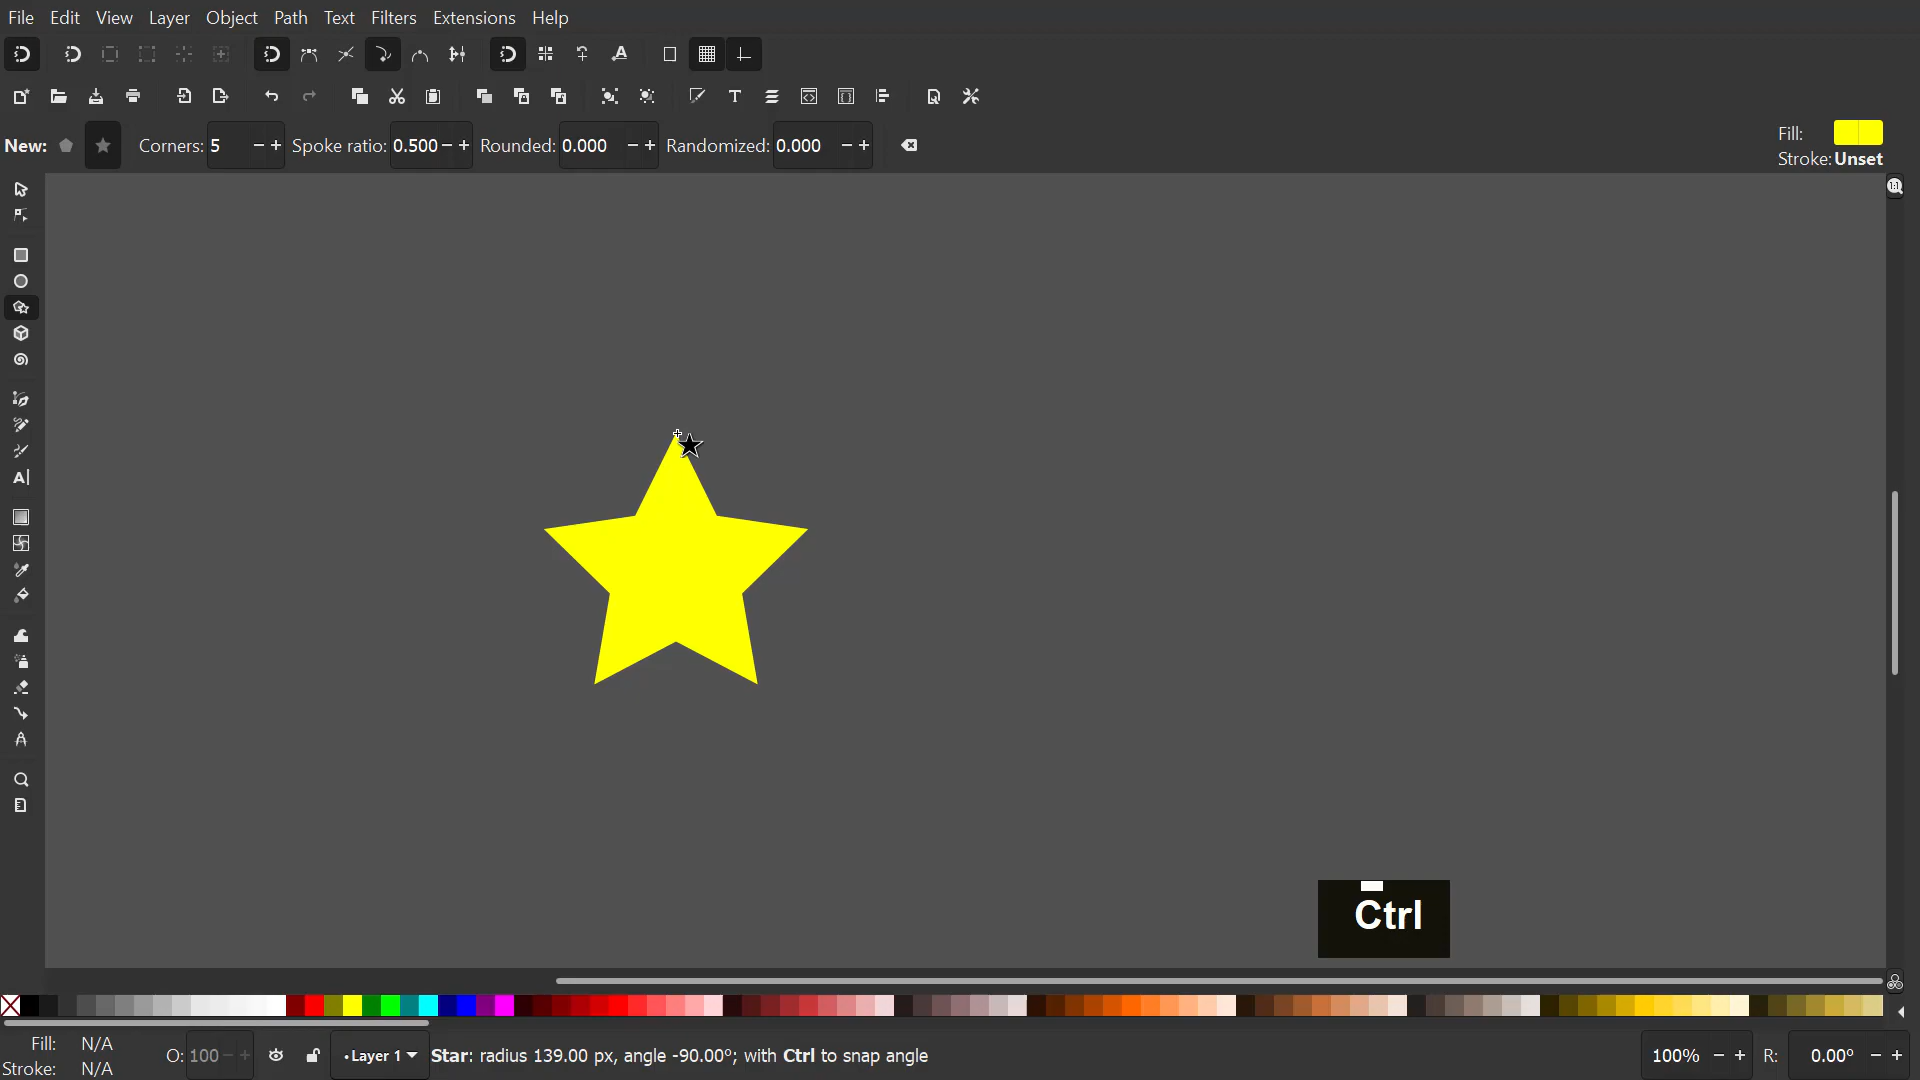 File Edit View Layer Object Path Text Filters Extensions Help
New: Corners: 5 Spoke ratio: 0.500 Rounded: 0.000 Randomized: 0.000 Fill:
Stroke: Unset
Ctrl
Fill: N/A
Stroke: N/A
O: 100 •Layer 1 Star: radius 139.00 px, angle -90.00°; with Ctrl to snap angle 100% R: 0.00°